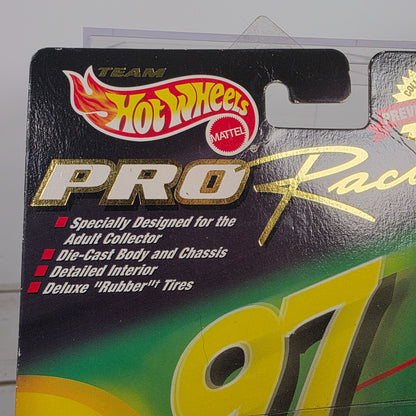 TEAM
Hot Wheels
MATTEL
®
PRO Raci
Specially Designed for the
Adult Collector
Die-Cast Body and Chassis
Detailed Interior
Deluxe "Rubber"† Tires
97